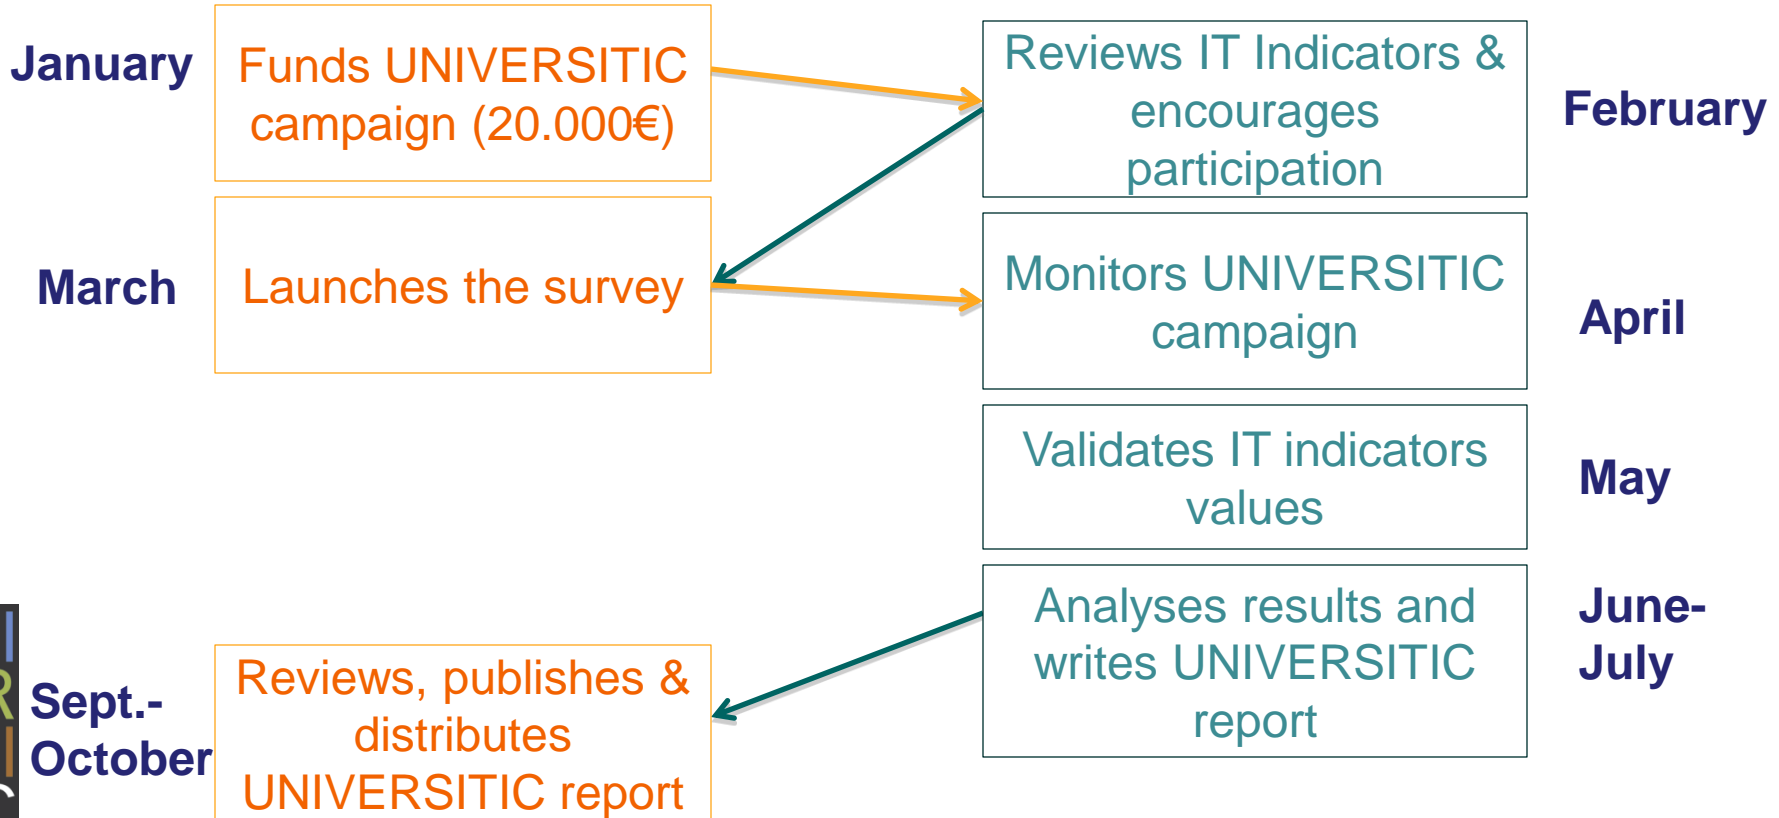 January
Funds UNIVERSITIC
campaign (20.000€)
Reviews IT Indicators &
encourages
participation
February
March
Launches the survey
Monitors UNIVERSITIC
campaign
April
Validates IT indicators
values
May
Analyses results and
writes UNIVERSITIC
report
June-
July
Sept.-
October
Reviews, publishes &
distributes
UNIVERSITIC report